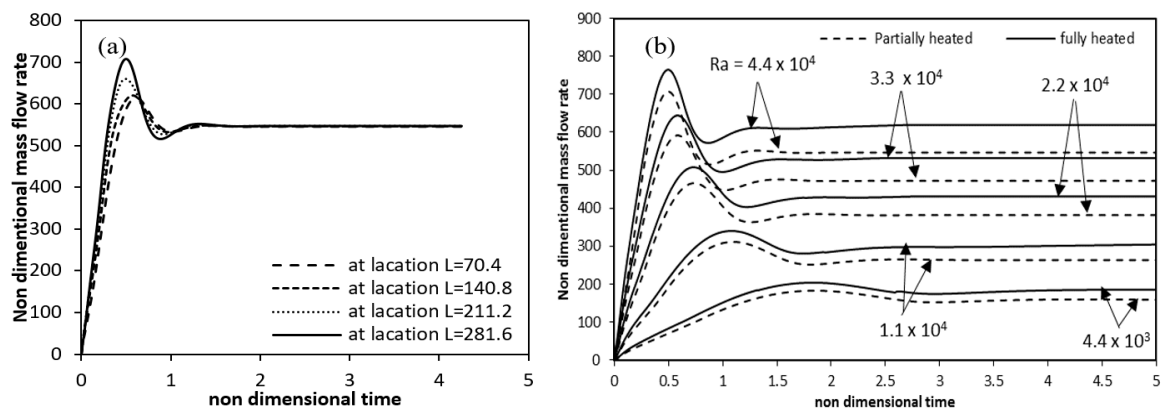 (a)
Non dimentional mass flow rate
800
700
600
500
400
300
200
100
0
0 1 2 3 4 5
non dimensional time
at lacation L=70.4
at lacation L=140.8
at lacation L=211.2
at lacation L=281.6
(b)
Non dimentional mass flow rate
900
800
700
600
500
400
300
200
100
0
0 0.5 1 1.5 2 2.5 3 3.5 4 4.5 5
non dimensional time
Partially heated fully heated
Ra = 4.4 x 10⁴
3.3 x 10⁴
2.2 x 10⁴
1.1 x 10⁴
4.4 x 10³